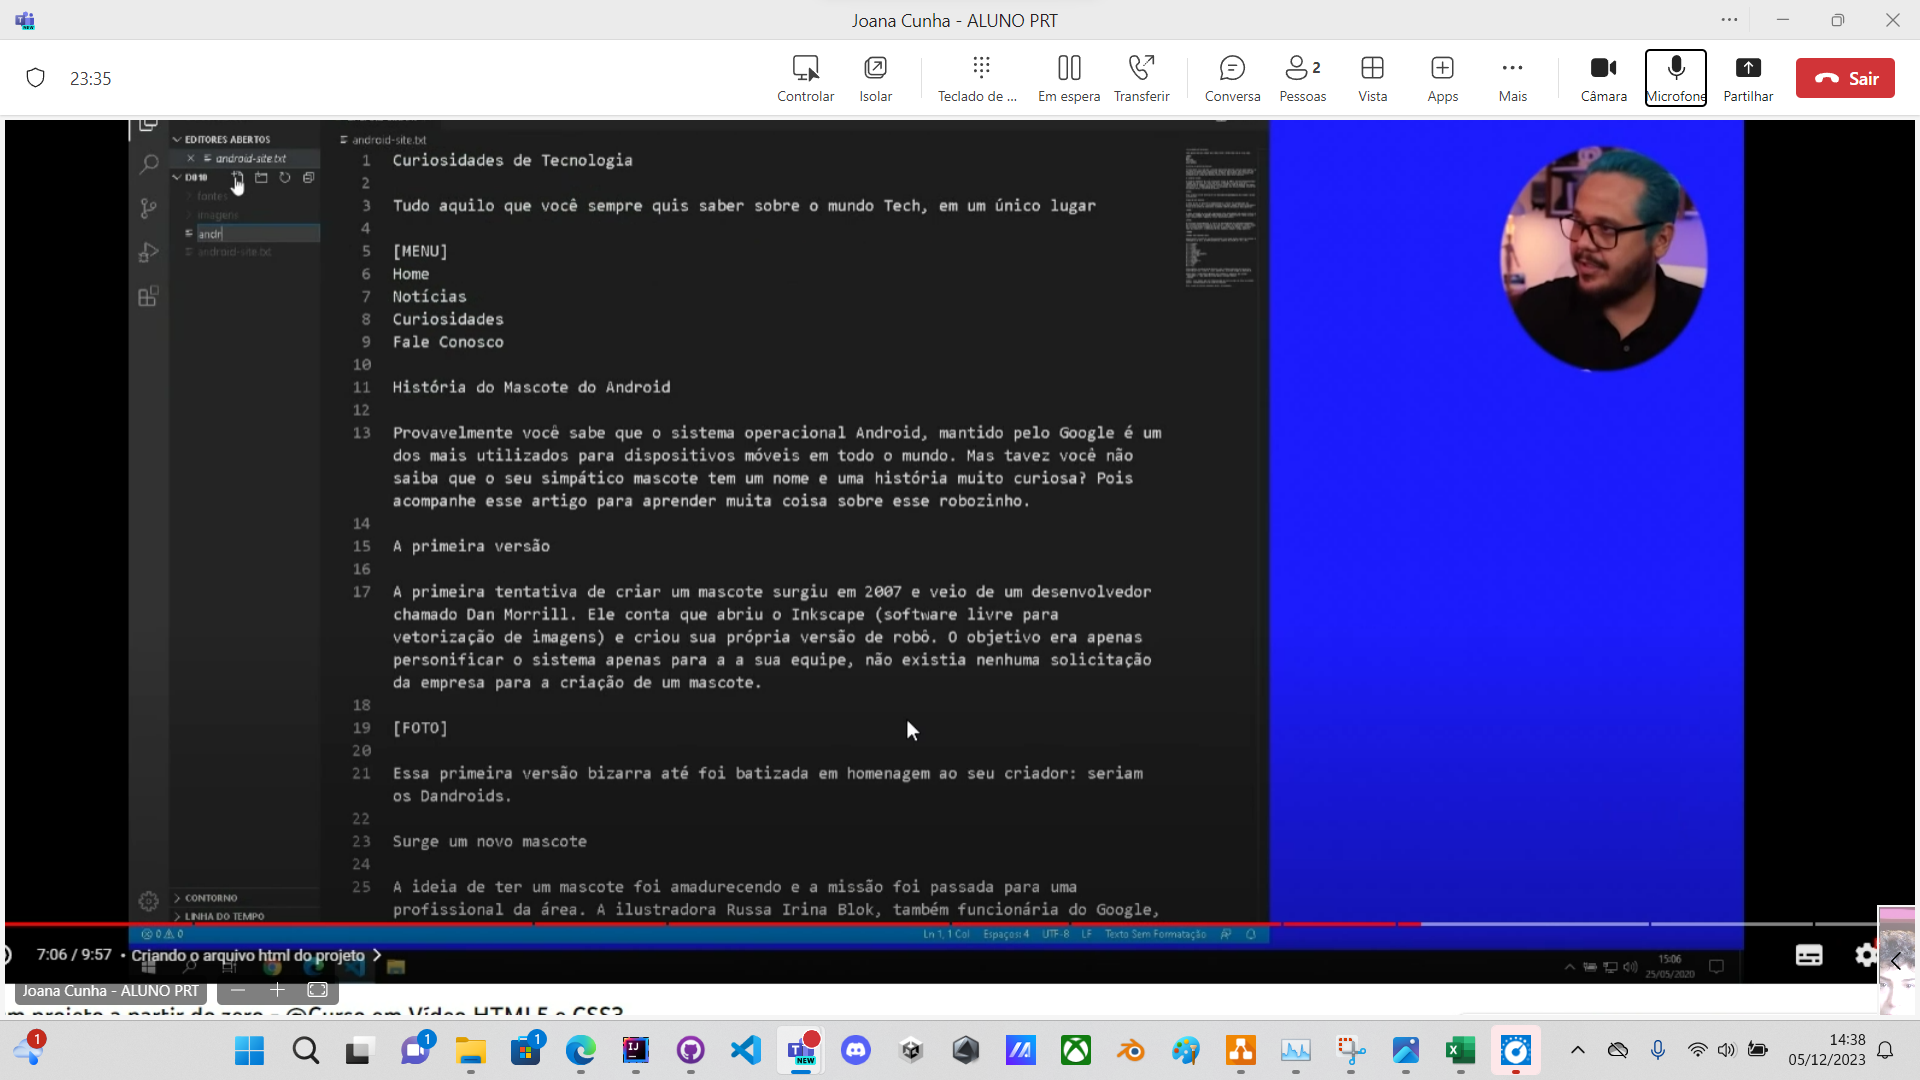 Joana Cunha - ALUNO PRT
23:35
Controlar
Isolar
Teclado de ...
Em espera
Transferir
Conversa
2
Pessoas
Vista
Apps
Mais
Câmara
Microfone
Partilhar
Sair
EDITORES ABERTOS
android-site.txt
D010
fontes
imagens
andr
android-site.txt
CONTORNO
LINHA DO TEMPO
android-site.txt
1 Curiosidades de Tecnologia
2
3 Tudo aquilo que você sempre quis saber sobre o mundo Tech, em um único lugar
4
5 [MENU]
6 Home
7 Notícias
8 Curiosidades
9 Fale Conosco
10
11 História do Mascote do Android
12
13 Provavelmente você sabe que o sistema operacional Android, mantido pelo Google é um
dos mais utilizados para dispositivos móveis em todo o mundo. Mas tavez você não
saiba que o seu simpático mascote tem um nome e uma história muito curiosa? Pois
acompanhe esse artigo para aprender muita coisa sobre esse robozinho.
14
15 A primeira versão
16
17 A primeira tentativa de criar um mascote surgiu em 2007 e veio de um desenvolvedor
chamado Dan Morrill. Ele conta que abriu o Inkscape (software livre para
vetorização de imagens) e criou sua própria versão de robô. O objetivo era apenas
personificar o sistema apenas para a a sua equipe, não existia nenhuma solicitação
da empresa para a criação de um mascote.
18
19 [FOTO]
20
21 Essa primeira versão bizarra até foi batizada em homenagem ao seu criador: seriam
os Dandroids.
22
23 Surge um novo mascote
24
25 A ideia de ter um mascote foi amadurecendo e a missão foi passada para uma
profissional da área. A ilustradora Russa Irina Blok, também funcionária do Google,
0 0
Ln 1, 1 Col Espaços: 4 UTF-8 LF Texto Sem Formatação
7:06 / 9:57 • Criando o arquivo html do projeto
15:06
25/05/2020
Joana Cunha - ALUNO PRT
m projeto a partir do zero - @Curso em Vídeo HTML5 e CSS3
1
1
1
NEW
14:38
05/12/2023